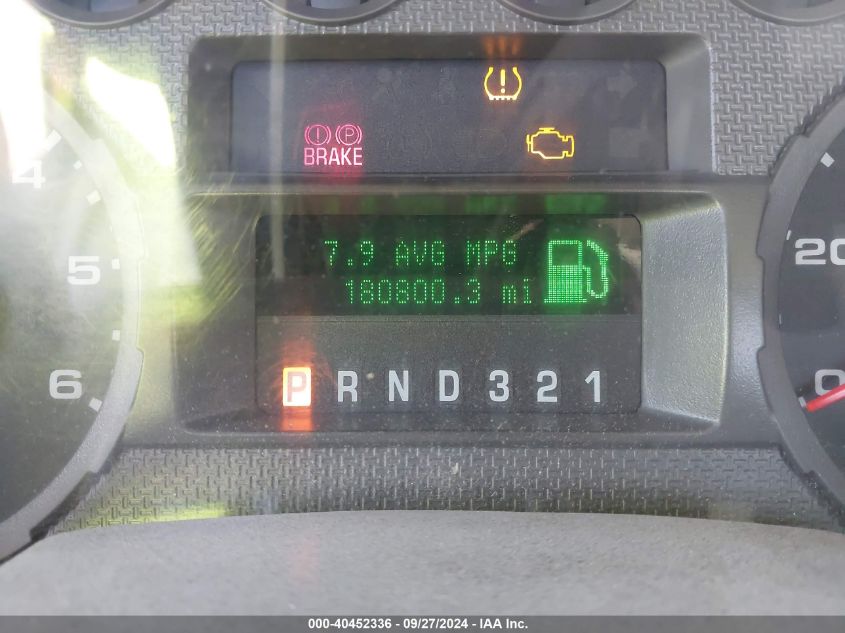 4
5
6
! P
BRAKE
!
7.9 AVG MPG
180800.3 mi
P R N D 3 2 1
20
0
000-40452336 - 09/27/2024 - IAA Inc.